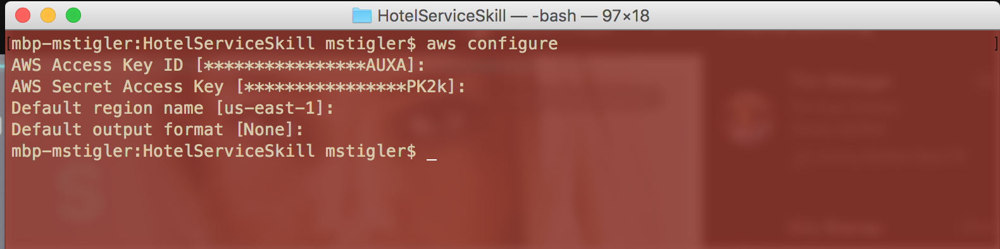 HotelServiceSkill — -bash — 97×18
[mbp-mstigler:HotelServiceSkill mstigler$ aws configure ]
AWS Access Key ID [****************AUXA]:
AWS Secret Access Key [****************PK2k]:
Default region name [us-east-1]:
Default output format [None]:
mbp-mstigler:HotelServiceSkill mstigler$ _